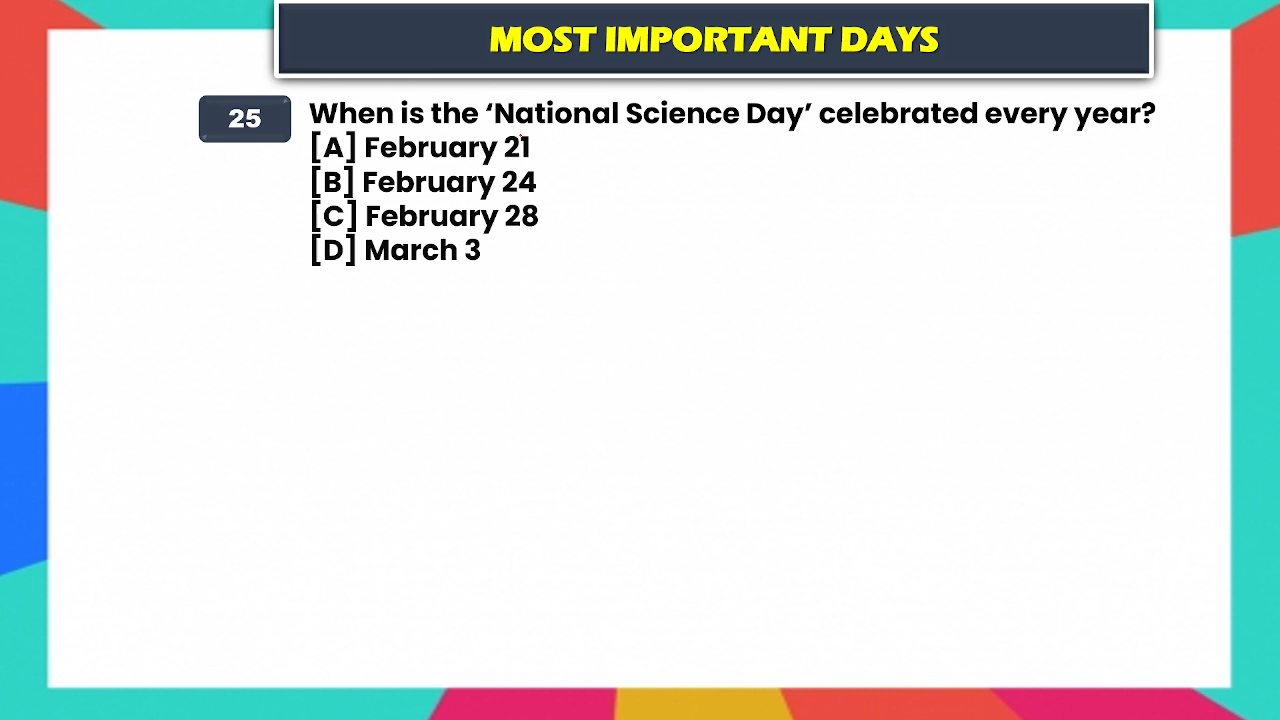 MOST IMPORTANT DAYS
25
When is the ‘National Science Day’ celebrated every year?
[A] February 21
[B] February 24
[C] February 28
[D] March 3